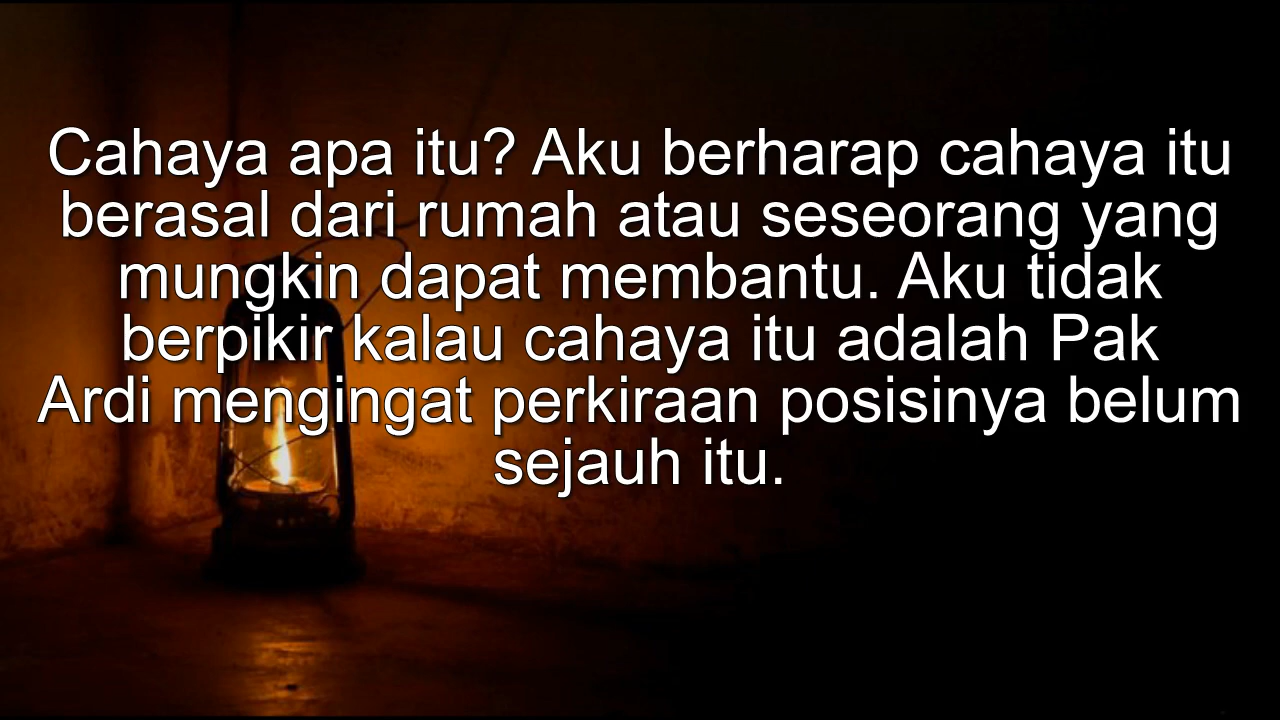 Cahaya apa itu? Aku berharap cahaya itu
berasal dari rumah atau seseorang yang
mungkin dapat membantu. Aku tidak
berpikir kalau cahaya itu adalah Pak
Ardi mengingat perkiraan posisinya belum
sejauh itu.